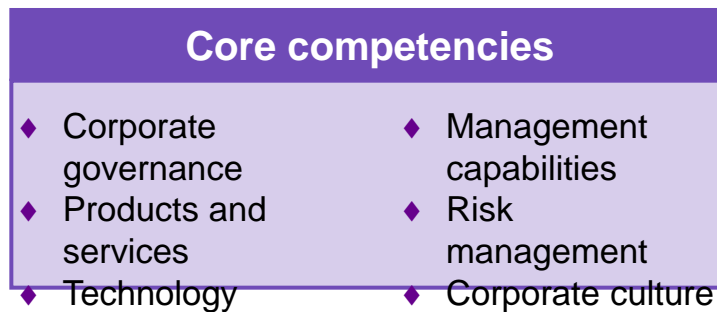 Core competencies
♦ Corporate
governance
♦ Products and
services
♦ Technology
♦ Management
capabilities
♦ Risk
management
♦ Corporate culture